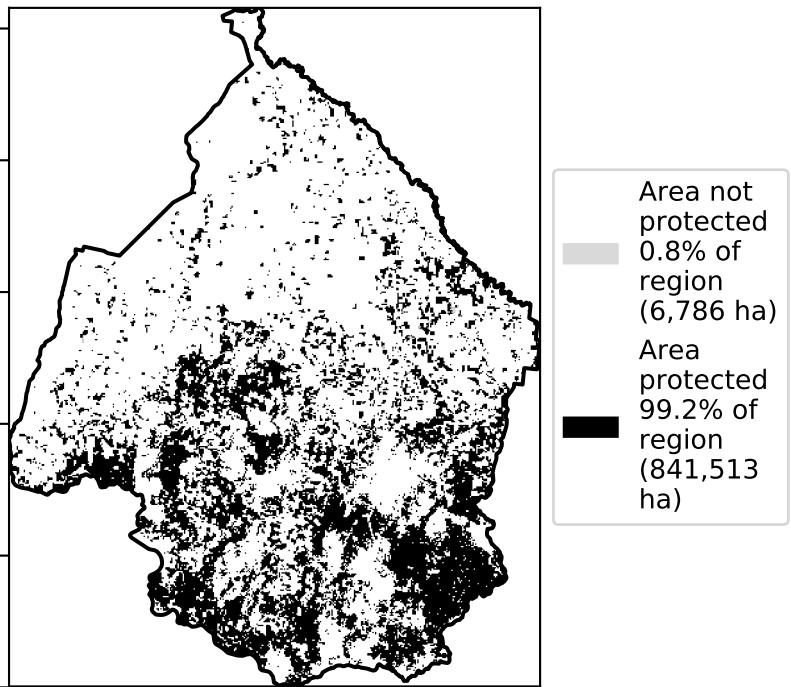 Area not
protected
0.8% of
region
(6,786 ha)
Area
protected
99.2% of
region
(841,513
ha)